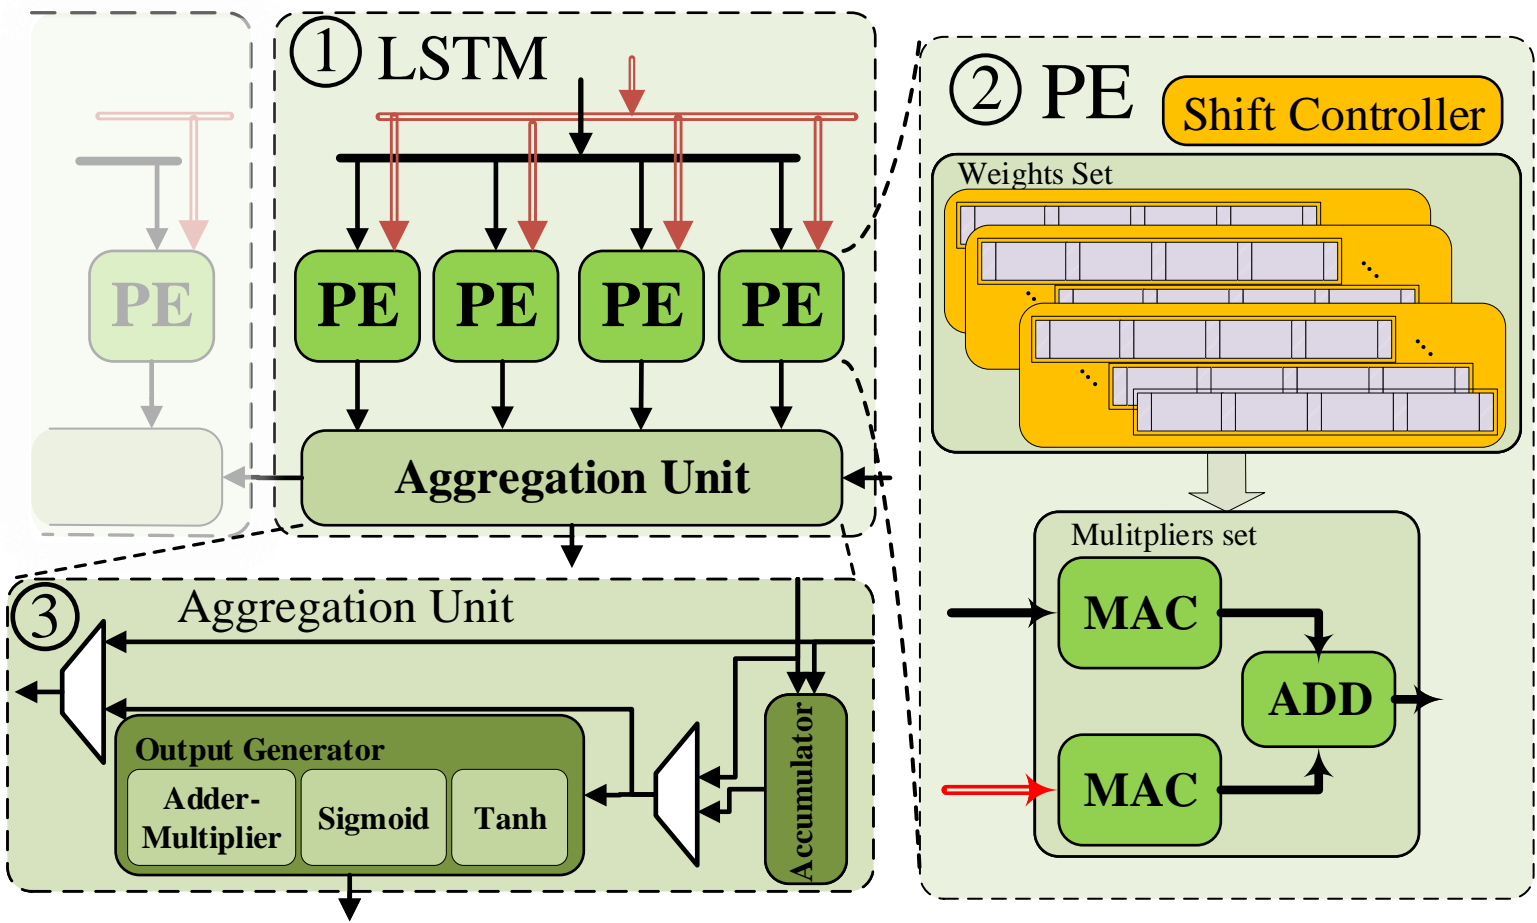 ① LSTM
PE
PE PE PE PE
Aggregation Unit
② PE
Shift Controller
Weights Set
Mulitpliers set
MAC
ADD
MAC
③ Aggregation Unit
Output Generator
Adder-
Multiplier
Sigmoid
Tanh
Accumulator